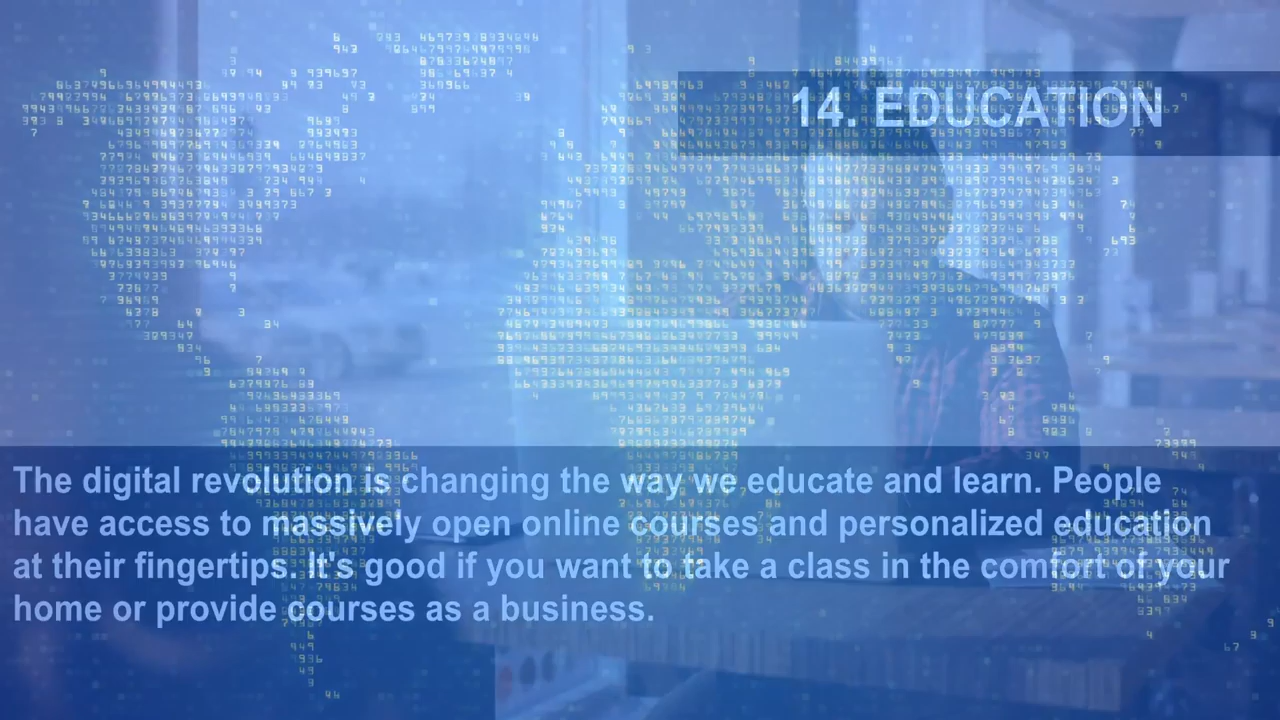 14. EDUCATION
The digital revolution is changing the way we educate and learn. People
have access to massively open online courses and personalized education
at their fingertips. It's good if you want to take a class in the comfort of your
home or provide courses as a business.